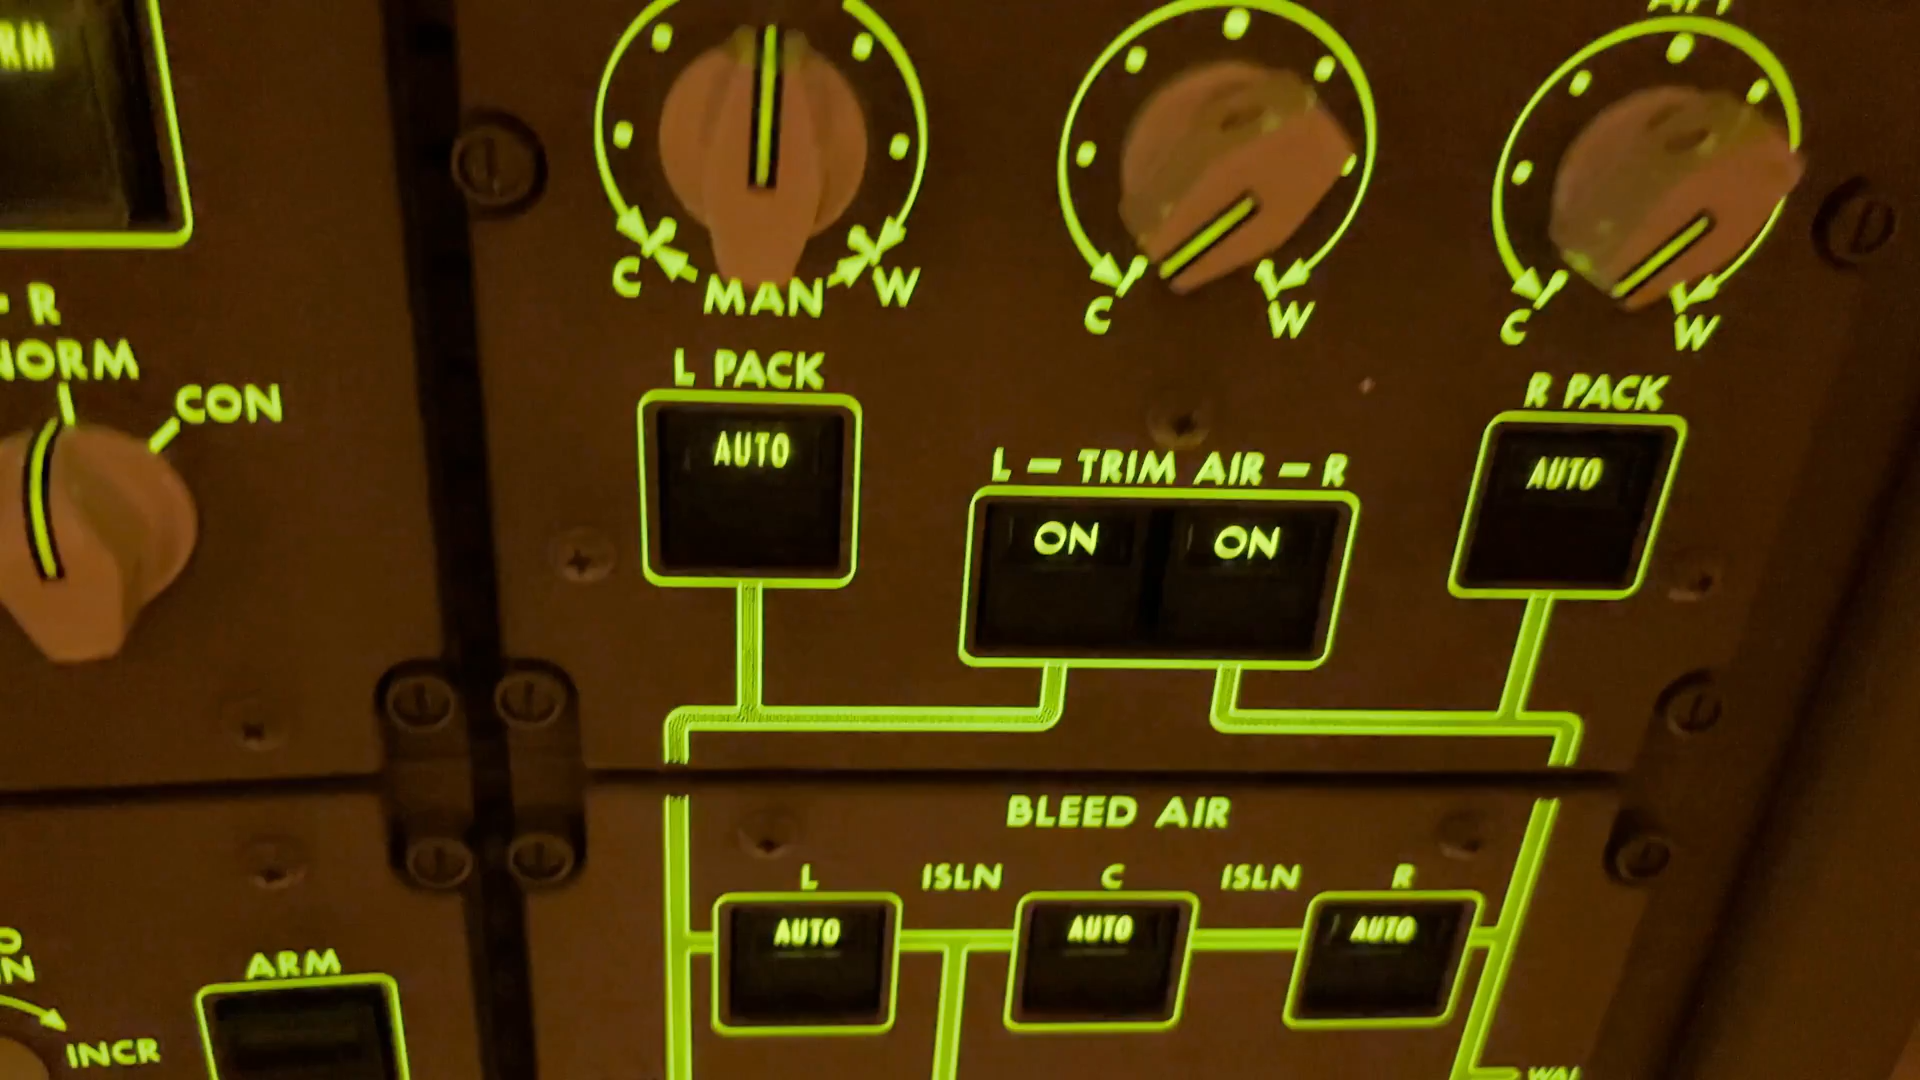 C MAN W
C W
C W
- R
NORM
CON
L PACK
AUTO
L – TRIM AIR – R
ON ON
R PACK
AUTO
BLEED AIR
L ISLN C ISLN R
AUTO AUTO AUTO
ARM
INCR